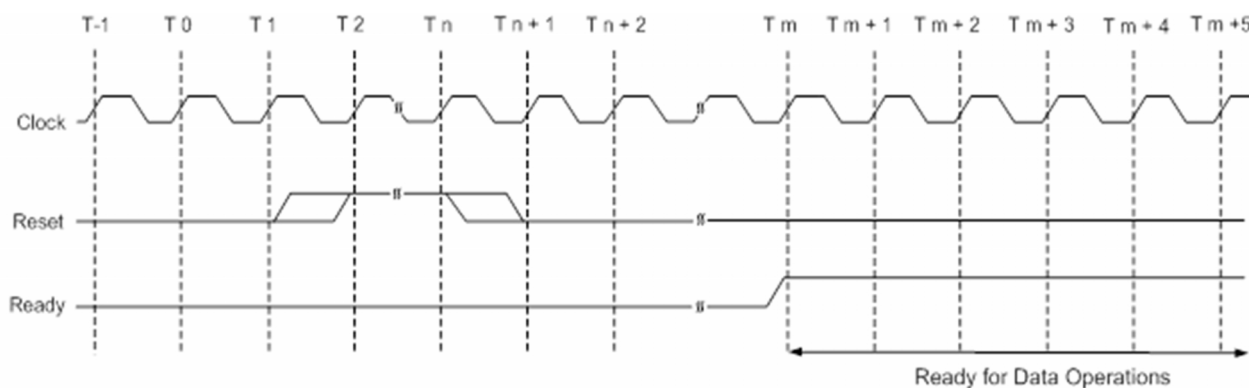 T-1 T 0 T 1 T 2 T n T n + 1 T n + 2 T m T m + 1 T m + 2 T m + 3 T m + 4 T m +5
Clock
Reset
Ready
Ready for Data Operations